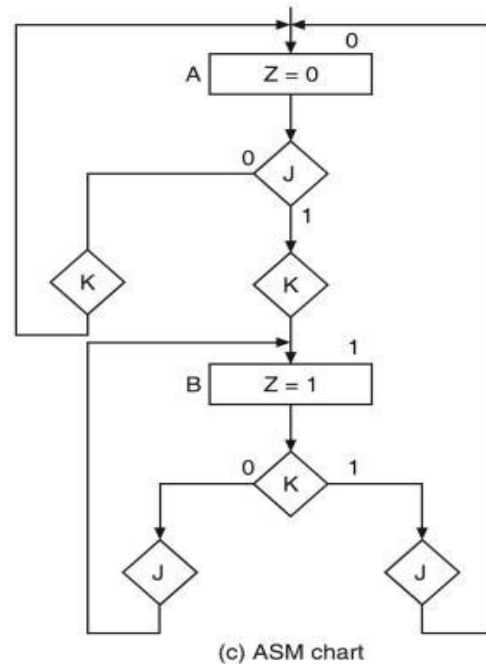 0
A Z = 0
0 J
1
K K
1
B Z = 1
0 K 1
J J
(c) ASM chart